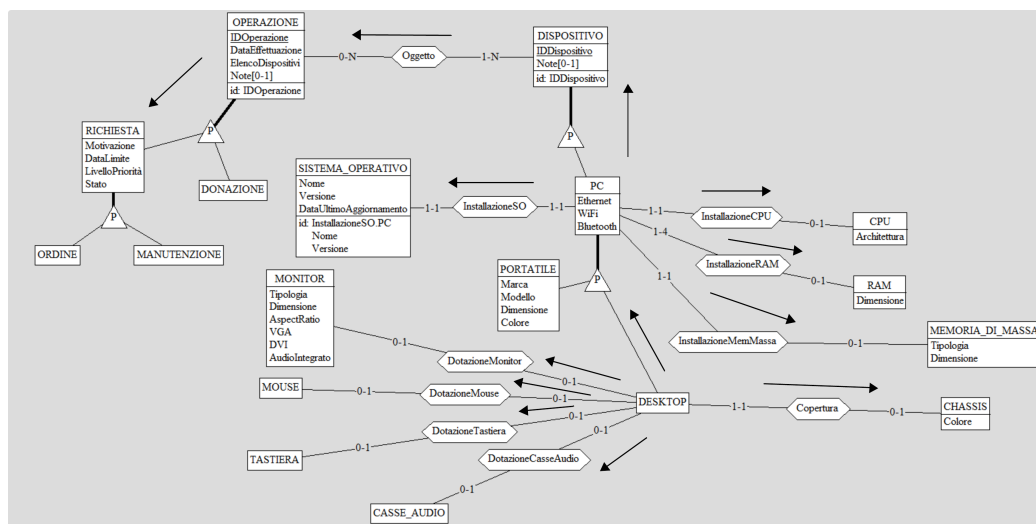 OPERAZIONE
IDOperazione
DataEffettuazione
ElencoDispositivi
Note[0-1]
id: IDOperazione
0-N
Oggetto
1-N
DISPOSITIVO
IDDispositivo
Note[0-1]
id: IDDispositivo
P
P
RICHIESTA
Motivazione
DataLimite
LivelloPriorità
Stato
DONAZIONE
P
ORDINE
MANUTENZIONE
SISTEMA_OPERATIVO
Nome
Versione
DataUltimoAggiornamento
id: InstallazioneSO.PC
Nome
Versione
1-1
InstallazioneSO
1-1
PC
Ethernet
WiFi
Bluetooth
1-1
InstallazioneCPU
0-1
CPU
Architettura
1-4
InstallazioneRAM
0-1
RAM
Dimensione
1-1
InstallazioneMemMassa
0-1
MEMORIA_DI_MASSA
Tipologia
Dimensione
PORTATILE
Marca
Modello
Dimensione
Colore
P
MONITOR
Tipologia
Dimensione
AspectRatio
VGA
DVI
AudioIntegrato
0-1
DotazioneMonitor
0-1
MOUSE
0-1
DotazioneMouse
0-1
DESKTOP
1-1
Copertura
0-1
CHASSIS
Colore
TASTIERA
0-1
DotazioneTastiera
0-1
CASSE_AUDIO
0-1
DotazioneCasseAudio
0-1